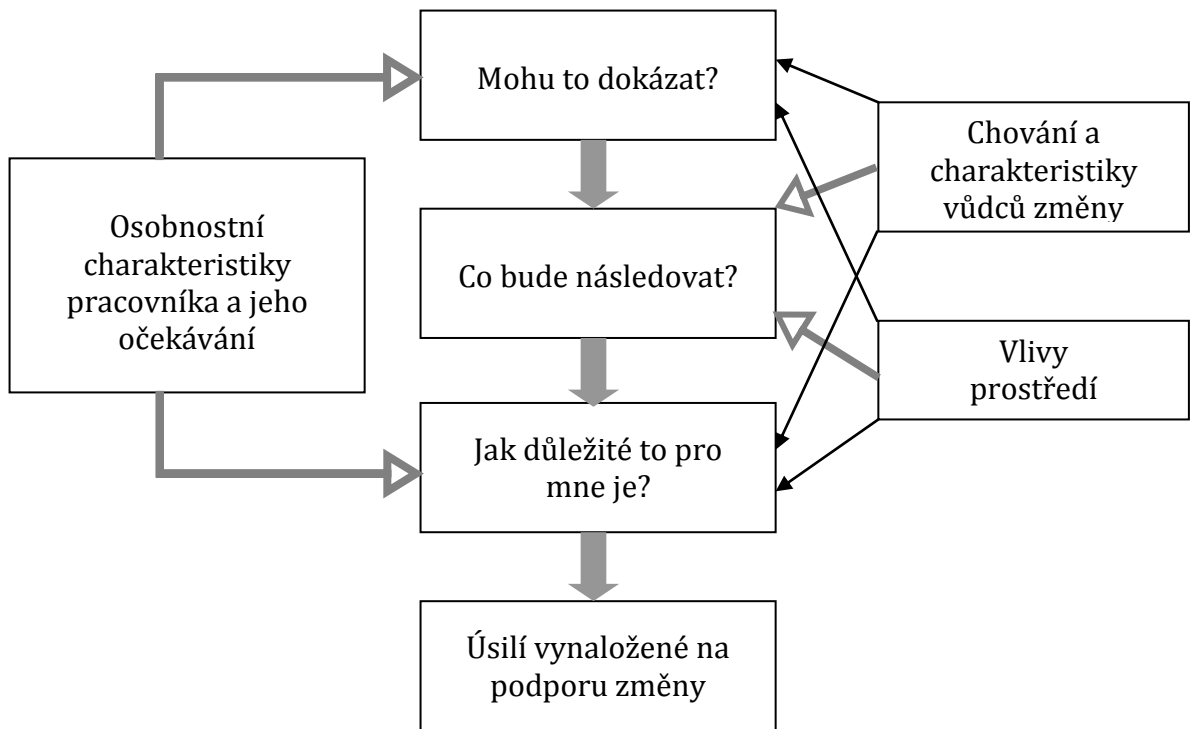 Mohu to dokázat?
Chování a
charakteristiky
vůdců změny
Osobnostní
charakteristiky
pracovníka a jeho
očekávání
Co bude následovat?
Vlivy
prostředí
Jak důležité to pro
mne je?
Úsilí vynaložené na
podporu změny